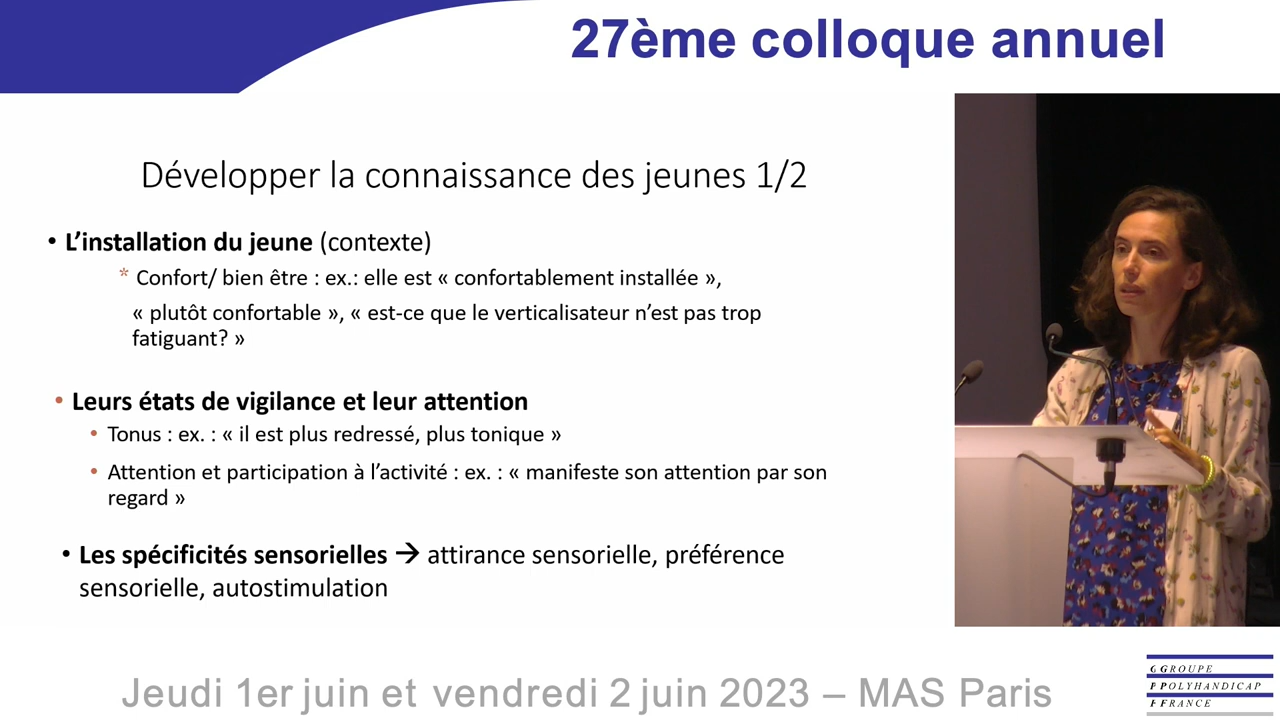 27ème colloque annuel
Développer la connaissance des jeunes 1/2
• L’installation du jeune (contexte)
* Confort/ bien être : ex.: elle est « confortablement installée »,
« plutôt confortable », « est-ce que le verticalisateur n’est pas trop
fatiguant? »
• Leurs états de vigilance et leur attention
• Tonus : ex. : « il est plus redressé, plus tonique »
• Attention et participation à l’activité : ex. : « manifeste son attention par son
regard »
• Les spécificités sensorielles → attirance sensorielle, préférence
sensorielle, autostimulation
Jeudi 1er juin et vendredi 2 juin 2023 – MAS Paris
G GROUPE
P POLYHANDICAP
F FRANCE